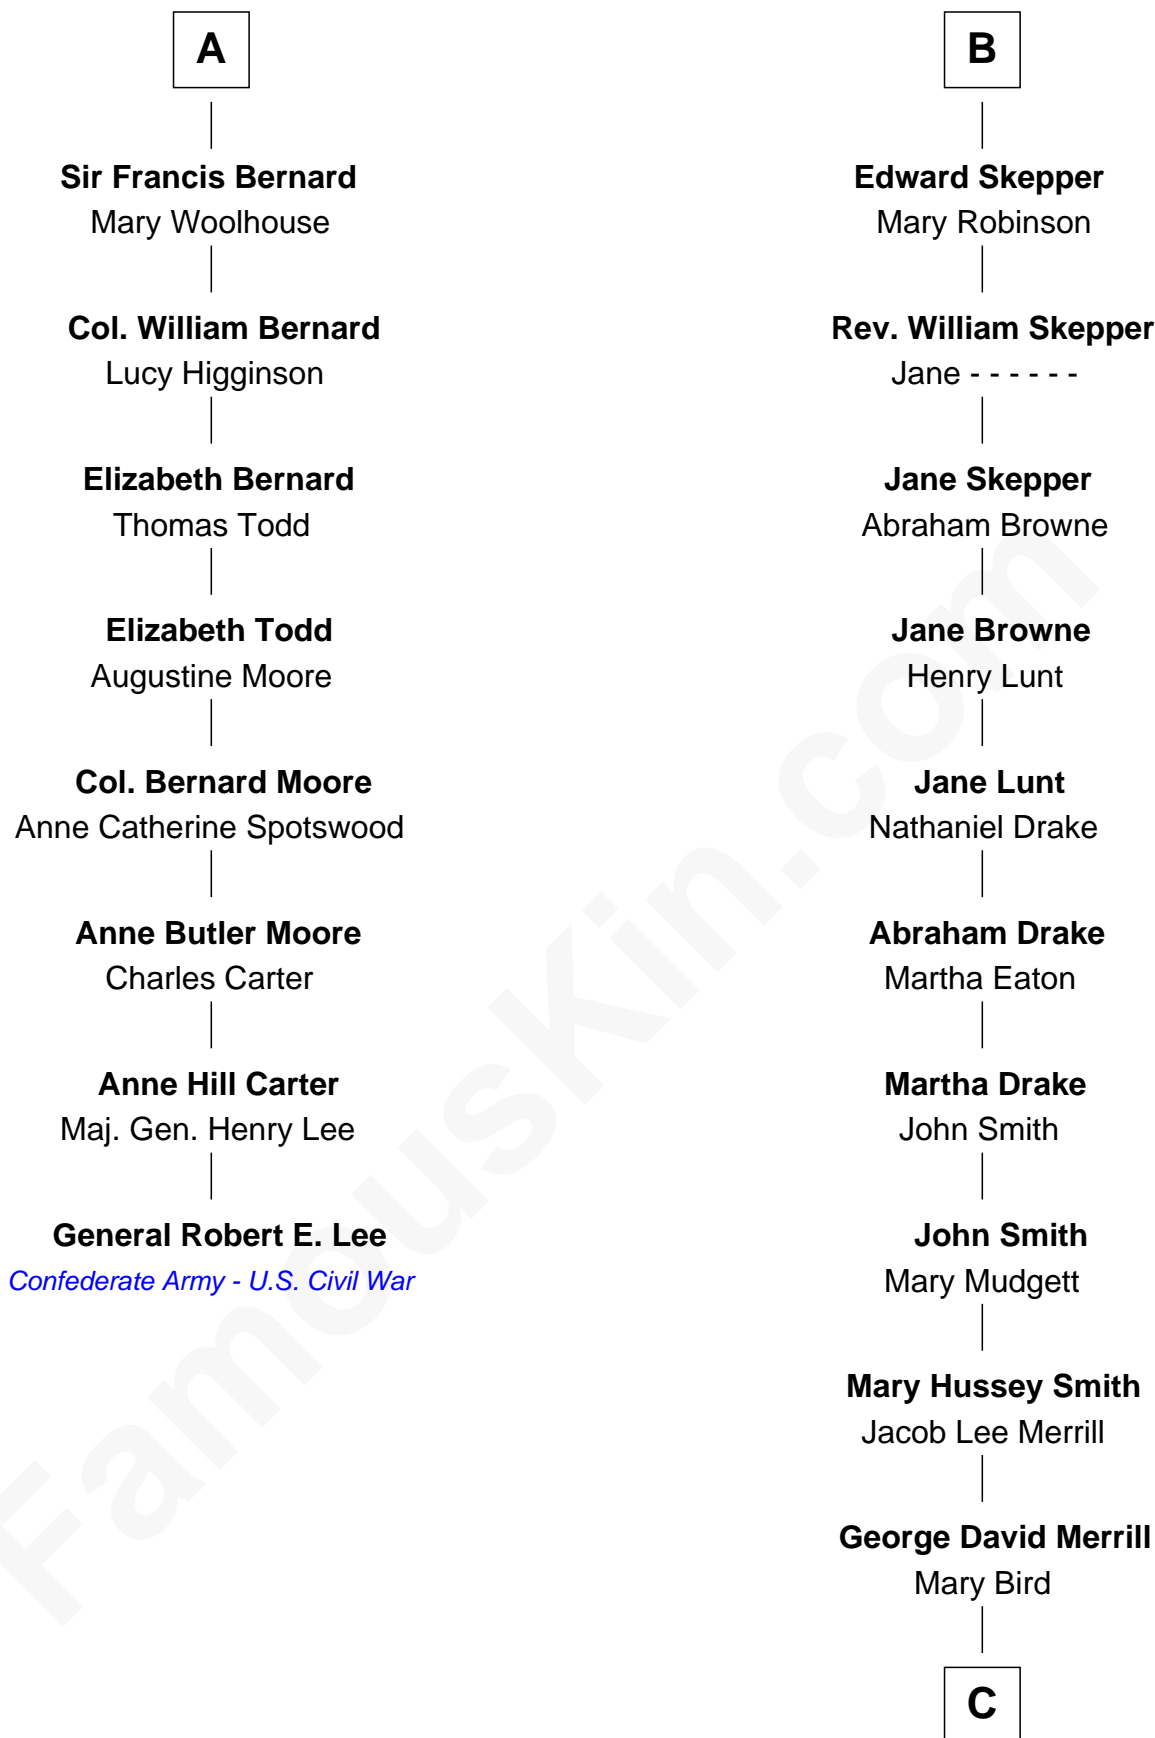 A
Sir Francis Bernard
Mary Woolhouse
Col. William Bernard
Lucy Higginson
Elizabeth Bernard
Thomas Todd
Elizabeth Todd
Augustine Moore
Col. Bernard Moore
Anne Catherine Spotswood
Anne Butler Moore
Charles Carter
Anne Hill Carter
Maj. Gen. Henry Lee
General Robert E. Lee
Confederate Army - U.S. Civil War
B
Edward Skepper
Mary Robinson
Rev. William Skepper
Jane - - - - - -
Jane Skepper
Abraham Browne
Jane Browne
Henry Lunt
Jane Lunt
Nathaniel Drake
Abraham Drake
Martha Eaton
Martha Drake
John Smith
John Smith
Mary Mudgett
Mary Hussey Smith
Jacob Lee Merrill
George David Merrill
Mary Bird
C
FamousKin.com